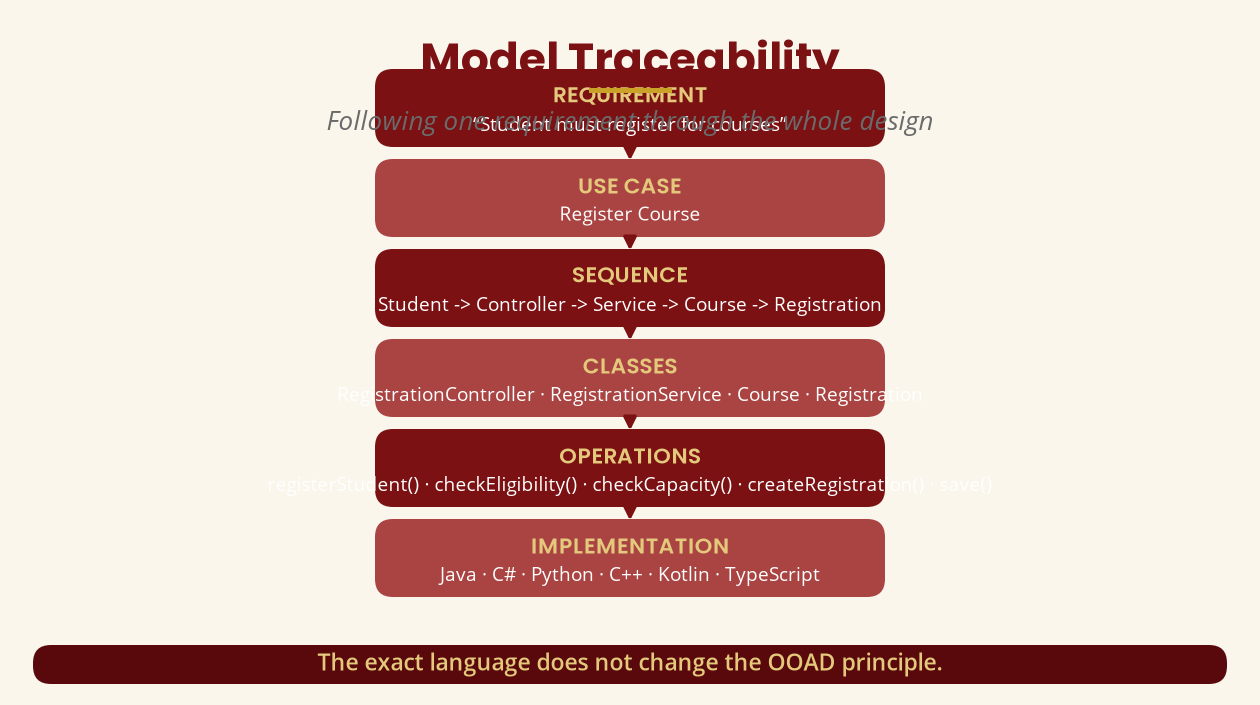 Model Traceability
REQUIREMENT
Following one requirement through the whole design
"Student must register for courses"
USE CASE
Register Course
SEQUENCE
Student -> Controller -> Service -> Course -> Registration
CLASSES
RegistrationController · RegistrationService · Course · Registration
OPERATIONS
registerStudent() · checkEligibility() · checkCapacity() · createRegistration() · save()
IMPLEMENTATION
Java · C# · Python · C++ · Kotlin · TypeScript
The exact language does not change the OOAD principle.